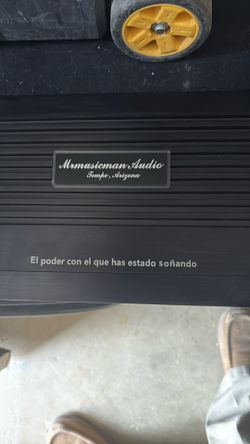 Mrmusicman Audio
Tempe, Arizona
El poder con el que has estado soñando